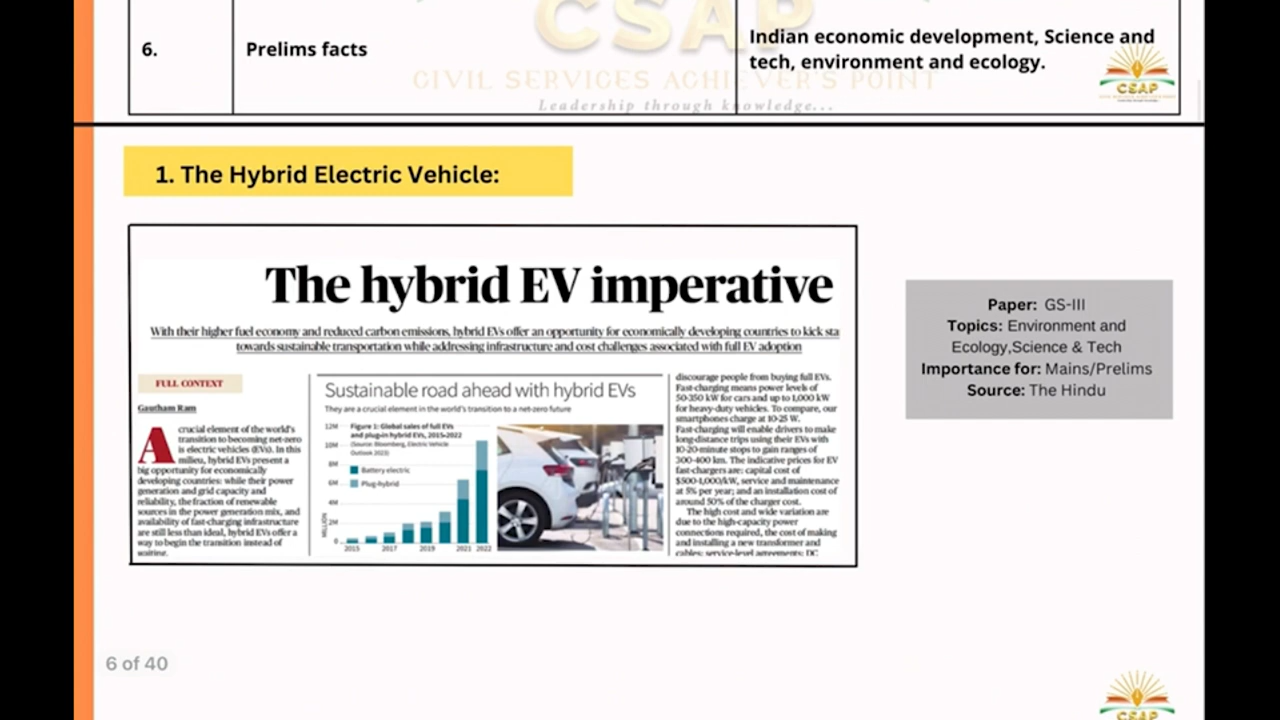 CSAP
6.
Prelims facts
Indian economic development, Science and
tech, environment and ecology.
CIVIL SERVICES ACHIEVER'S POINT
Leadership through knowledge...
CSAP
1. The Hybrid Electric Vehicle:
The hybrid EV imperative
With their higher fuel economy and reduced carbon emissions, hybrid EVs offer an opportunity for economically developing countries to kick sta
towards sustainable transportation while addressing infrastructure and cost challenges associated with full EV adoption
FULL CONTEXT
Gautham Ram
A crucial element of the world's
transition to becoming net-zero
is electric vehicles (EVs). In this
milieu, hybrid EVs present a
big opportunity for economically
developing countries: while their power
generation and grid capacity and
reliability, the fraction of renewable
sources in the power generation mix, and
availability of fast-charging infrastructure
are still less than ideal, hybrid EVs offer a
way to begin the transition instead of
waiting.
Sustainable road ahead with hybrid EVs
They are a crucial element in the world's transition to a net-zero future
Figure 1: Global sales of full EVs
and plug-in hybrid EVs, 2015-2022
(Source: Bloomberg, Electric Vehicle
Outlook 2023)
Battery electric
Plug-hybrid
12M
10M
8M
6M
4M
2M
0
MILLION
2015 2017 2019 2021 2022
discourage people from buying full EVs.
Fast-charging means power levels of
50-350 kW for cars and up to 1,000 kW
for heavy-duty vehicles. To compare, our
smartphones charge at 10-25 W.
Fast-charging will enable drivers to make
long-distance trips using their EVs with
10-20-minute stops to gain ranges of
300-400 km. The indicative prices for EV
fast-chargers are: capital cost of
$500-1,000/kW, service and maintenance
at 5% per year; and an installation cost of
around 50% of the charger cost.
The high cost and wide variation are
due to the high-capacity power
connections required, the cost of making
and installing a new transformer and
cables; service-level agreements; DC
Paper: GS-III
Topics: Environment and
Ecology,Science & Tech
Importance for: Mains/Prelims
Source: The Hindu
6 of 40
CSAP